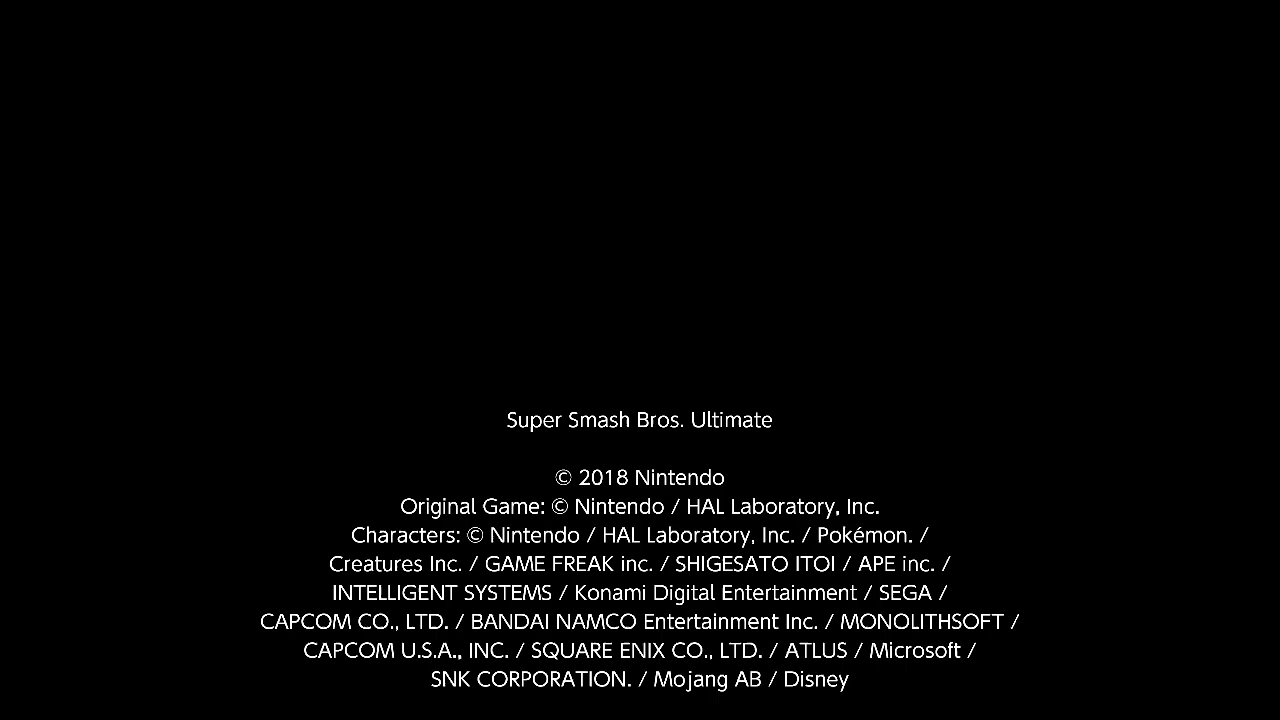 Super Smash Bros. Ultimate
© 2018 Nintendo
Original Game: © Nintendo / HAL Laboratory, Inc.
Characters: © Nintendo / HAL Laboratory, Inc. / Pokémon. /
Creatures Inc. / GAME FREAK inc. / SHIGESATO ITOI / APE inc. /
INTELLIGENT SYSTEMS / Konami Digital Entertainment / SEGA /
CAPCOM CO., LTD. / BANDAI NAMCO Entertainment Inc. / MONOLITHSOFT /
CAPCOM U.S.A., INC. / SQUARE ENIX CO., LTD. / ATLUS / Microsoft /
SNK CORPORATION. / Mojang AB / Disney